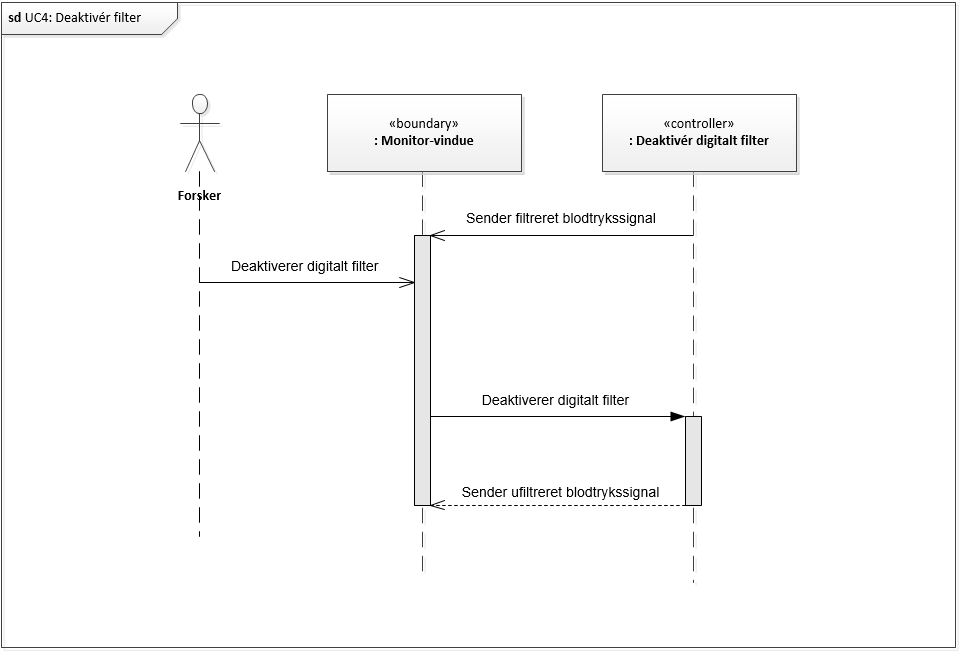 sd UC4: Deaktivér filter
«boundary»
: Monitor-vindue
«controller»
: Deaktivér digitalt filter
Forsker
Sender filtreret blodtrykssignal
Deaktiverer digitalt filter
Deaktiverer digitalt filter
Sender ufiltreret blodtrykssignal